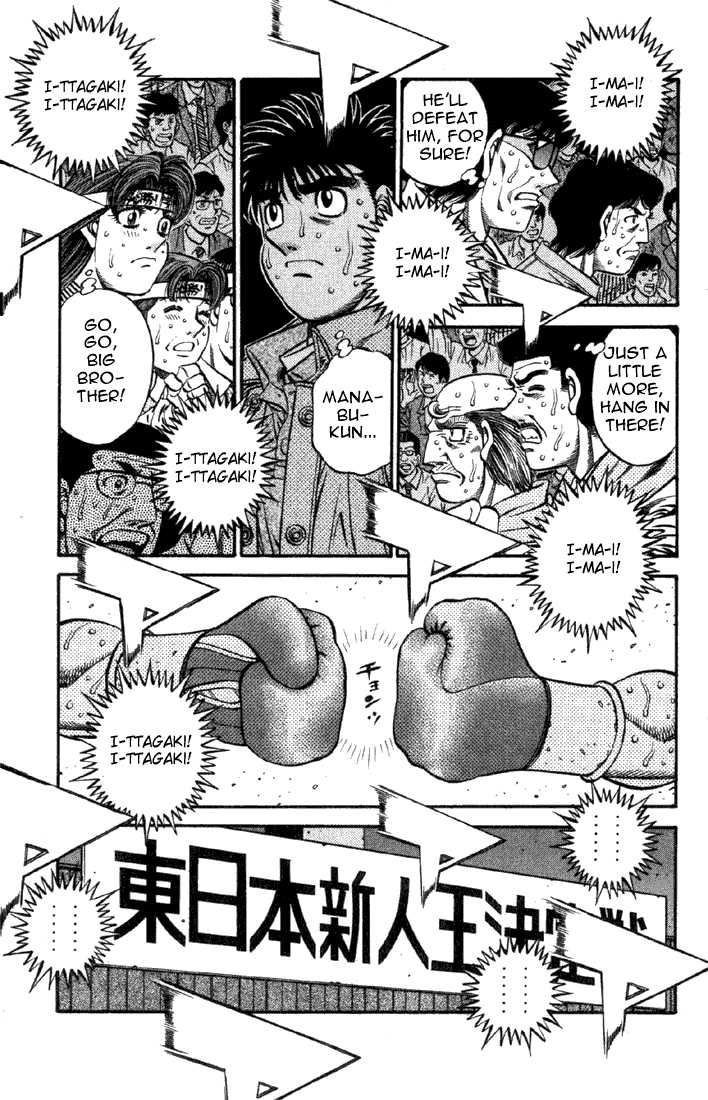 I-MA-I!
I-MA-I!
HE'LL
DEFEAT
HIM, FOR
SURE!
I-MA-I!
I-MA-I!
JUST A
LITTLE
MORE,
HANG IN
THERE!
I-MA-I!
I-MA-I!
MANA-
BU-
KUN...
I-TTAGAKI!
I-TTAGAKI!
GO,
GO,
BIG
BRO-
THER!
I-TTAGAKI!
I-TTAGAKI!
チョン
I-TTAGAKI!
I-TTAGAKI!
東日本新人王決